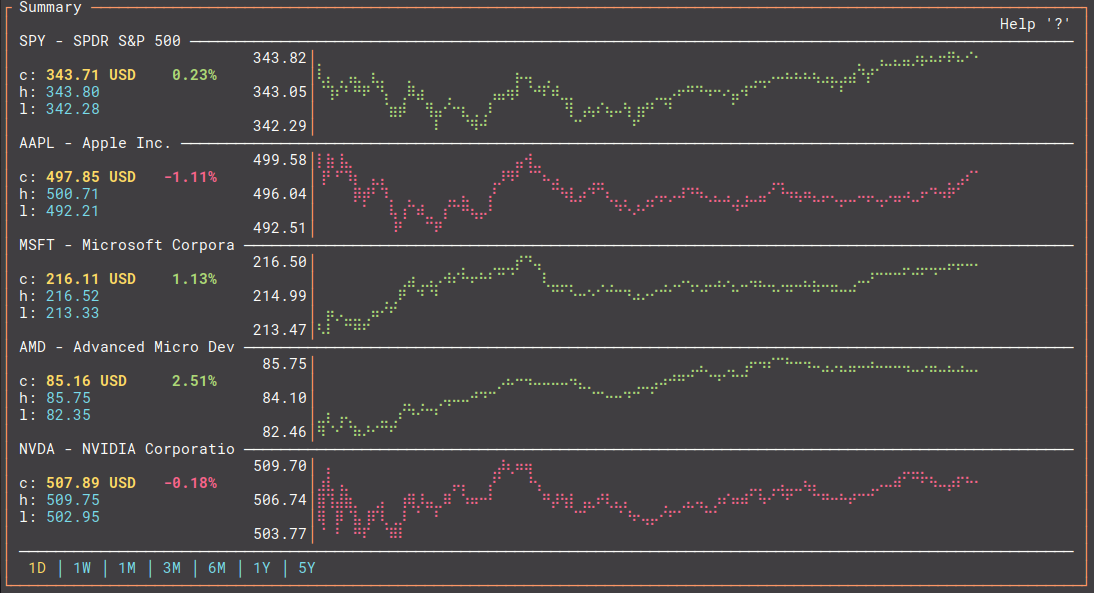 Summary
Help '?'
SPY - SPDR S&P 500
c: 343.71 USD 0.23%
h: 343.80
l: 342.28
343.82
343.05
342.29
AAPL - Apple Inc.
c: 497.85 USD -1.11%
h: 500.71
l: 492.21
499.58
496.04
492.51
MSFT - Microsoft Corpora
c: 216.11 USD 1.13%
h: 216.52
l: 213.33
216.50
214.99
213.47
AMD - Advanced Micro Dev
c: 85.16 USD 2.51%
h: 85.75
l: 82.35
85.75
84.10
82.46
NVDA - NVIDIA Corporatio
c: 507.89 USD -0.18%
h: 509.75
l: 502.95
509.70
506.74
503.77
1D | 1W | 1M | 3M | 6M | 1Y | 5Y